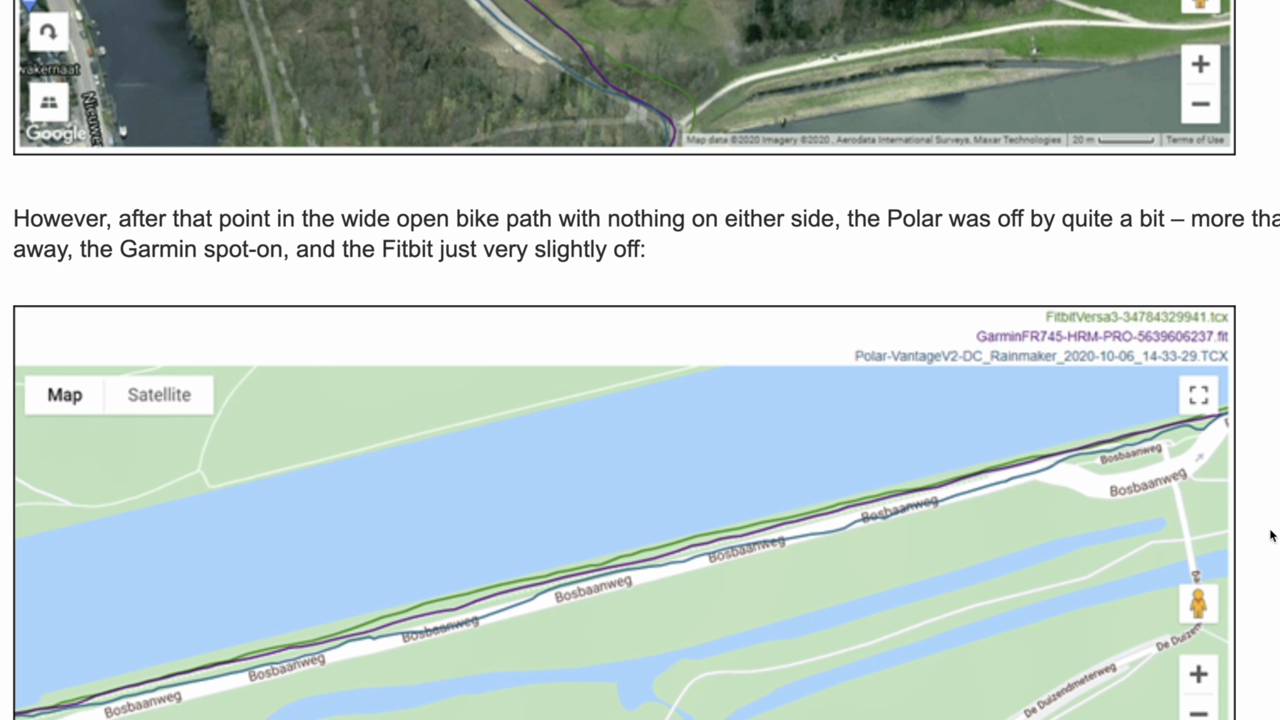 wakernaat
Nieuwe
Google
Map data ©2020 Imagery ©2020 , Aerodata International Surveys, Maxar Technologies
20 m
Terms of Use
However, after that point in the wide open bike path with nothing on either side, the Polar was off by quite a bit – more tha
away, the Garmin spot-on, and the Fitbit just very slightly off:
FitbitVersa3-34784329941.tcx
GarminFR745-HRM-PRO-5639606237.fit
Polar-VantageV2-DC_Rainmaker_2020-10-06_14-33-29.TCX
Map
Satellite
Bosbaanweg
Bosbaanweg
Bosbaanweg
Bosbaanweg
Bosbaanweg
Bosbaanweg
Bosbaanweg
Bosbaanweg
De Duizen
De Duizendmeterweg